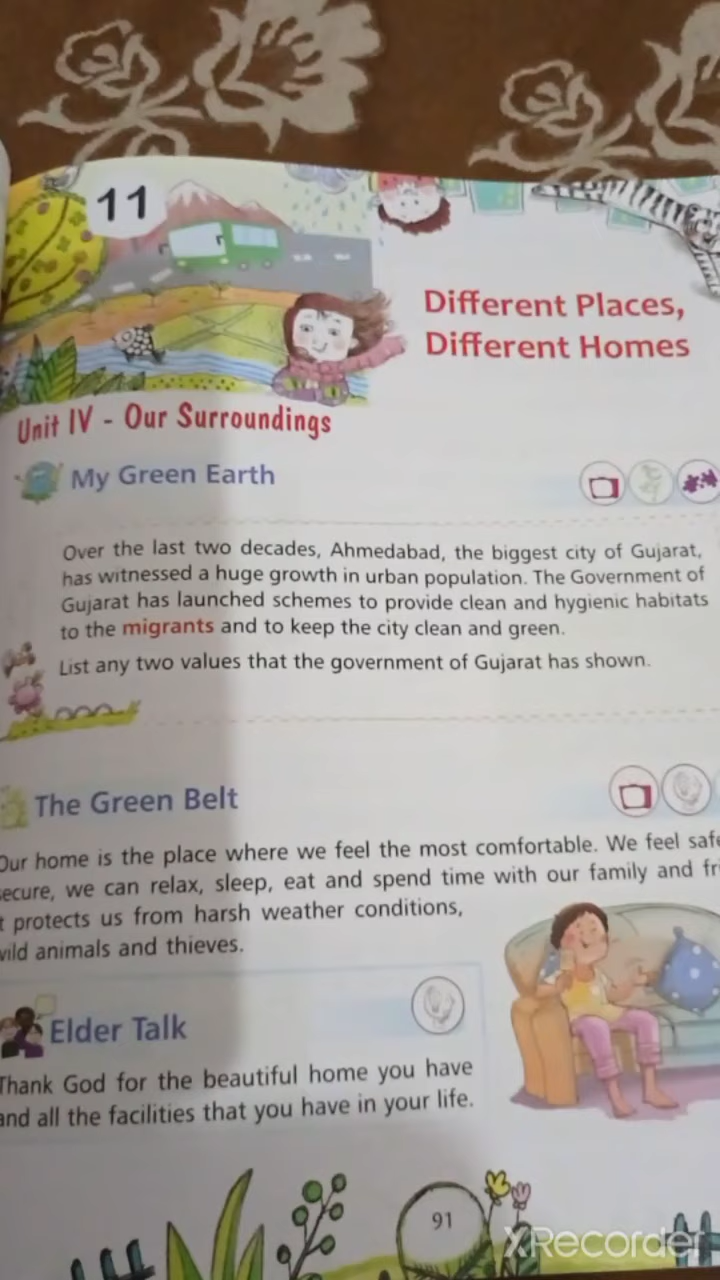 11
Different Places,
Different Homes
Unit IV - Our Surroundings
My Green Earth
Over the last two decades, Ahmedabad, the biggest city of Gujarat,
has witnessed a huge growth in urban population. The Government of
Gujarat has launched schemes to provide clean and hygienic habitats
to the migrants and to keep the city clean and green.
List any two values that the government of Gujarat has shown.
The Green Belt
Our home is the place where we feel the most comfortable. We feel
secure, we can relax, sleep, eat and spend time with our family and
protects us from harsh weather conditions,
wild animals and thieves.
Elder Talk
Thank God for the beautiful home you have
and all the facilities that you have in your life.
91
XRecorder